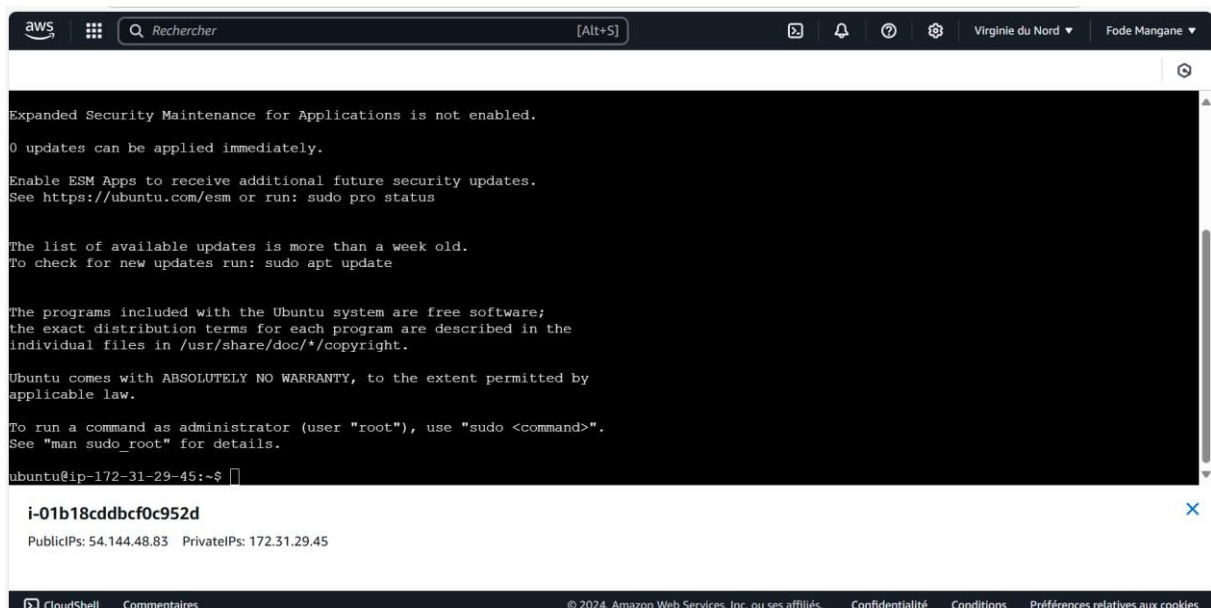 aws
Rechercher [Alt+S] Virginie du Nord ▼ Fode Mangane ▼
Expanded Security Maintenance for Applications is not enabled.
0 updates can be applied immediately.
Enable ESM Apps to receive additional future security updates.
See https://ubuntu.com/esm or run: sudo pro status
The list of available updates is more than a week old.
To check for new updates run: sudo apt update
The programs included with the Ubuntu system are free software;
the exact distribution terms for each program are described in the
individual files in /usr/share/doc/*/copyright.
Ubuntu comes with ABSOLUTELY NO WARRANTY, to the extent permitted by
applicable law.
To run a command as administrator (user "root"), use "sudo <command>".
See "man sudo_root" for details.
ubuntu@ip-172-31-29-45:~$
i-01b18cddbcf0c952d
PublicIPs: 54.144.48.83 PrivateIPs: 172.31.29.45
CloudShell Commentaires © 2024, Amazon Web Services, Inc. ou ses affiliés. Confidentialité Conditions Préférences relatives aux cookies